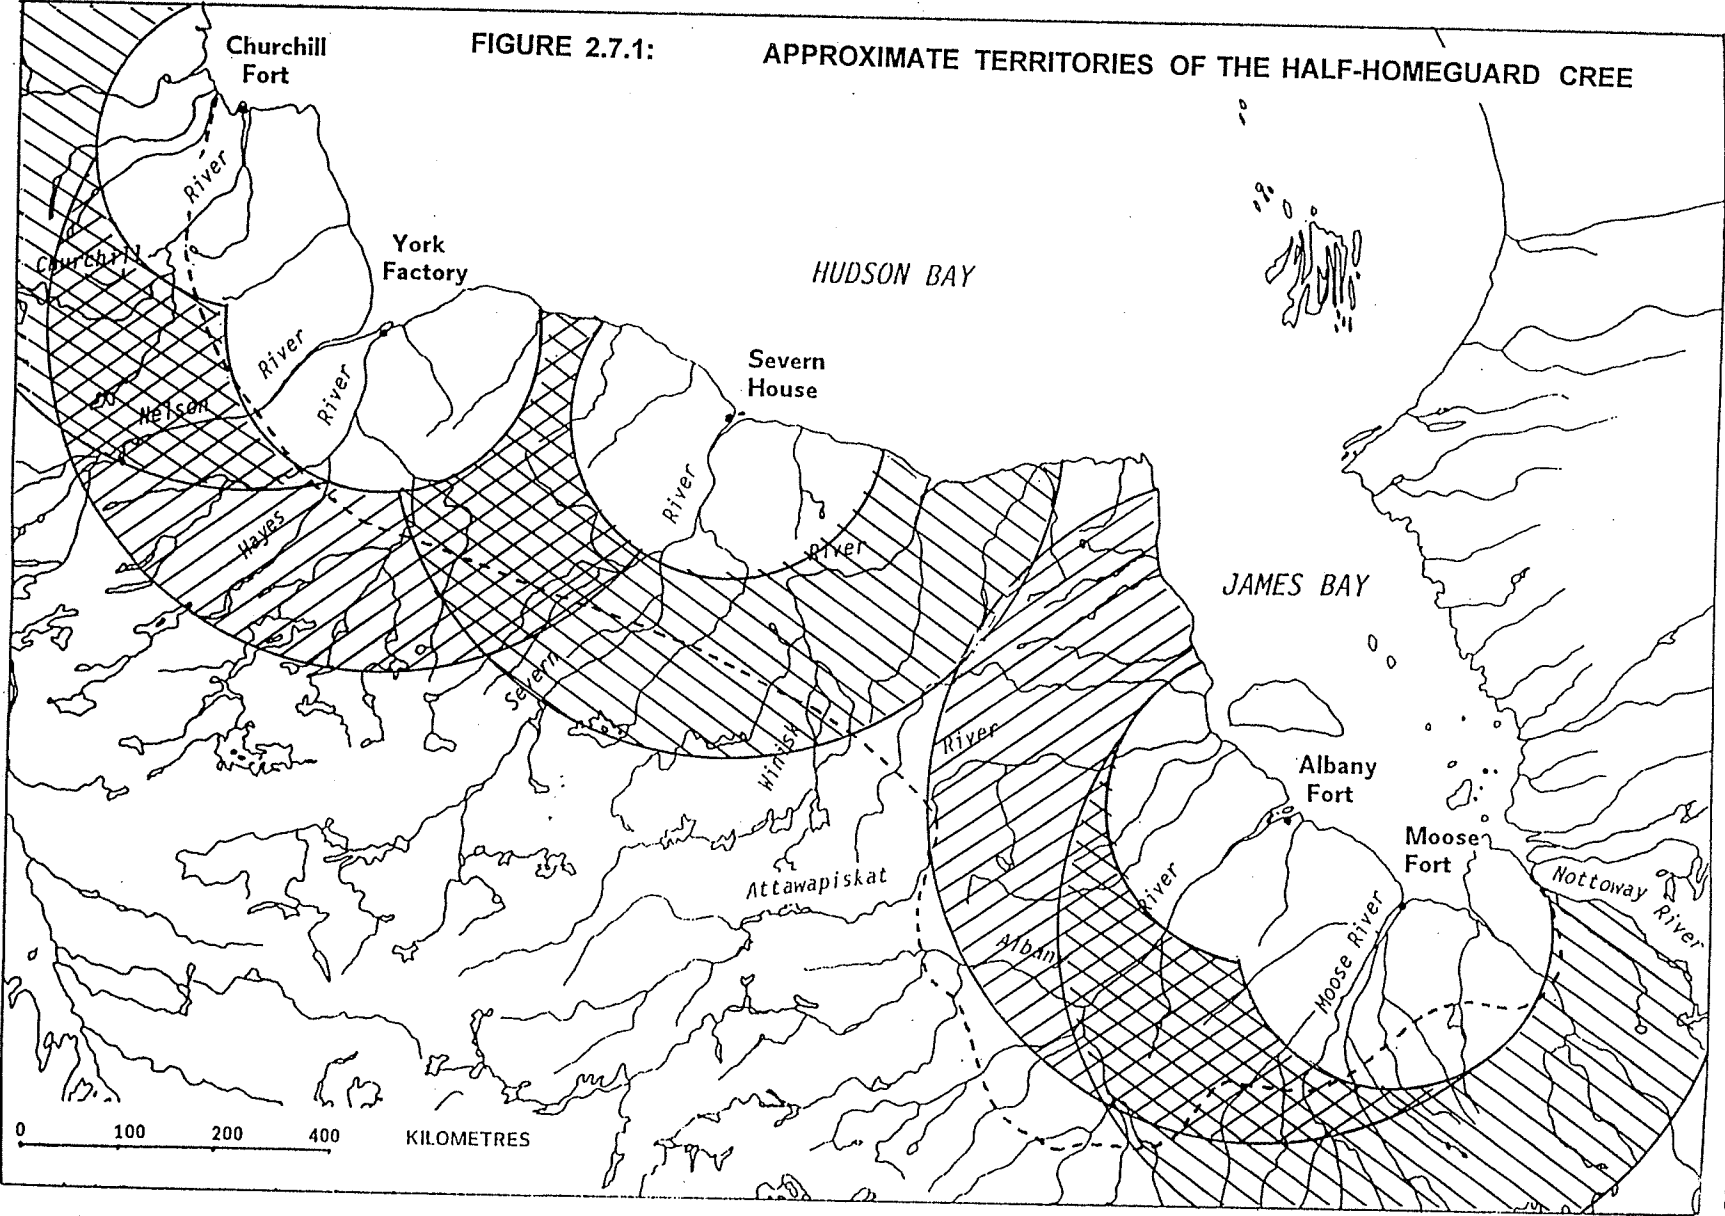 FIGURE 2.7.1: APPROXIMATE TERRITORIES OF THE HALF-HOMEGUARD CREE
Churchill
Fort
River
Churchill
York
Factory
HUDSON BAY
River
River
Nelson
Severn
House
River
Hayes
River
JAMES BAY
Severn
Winisk
River
Albany
Fort
Moose
Fort
Attawapiskat
Nottoway River
River
Alban
Moose River
0 100 200 400 KILOMETRES